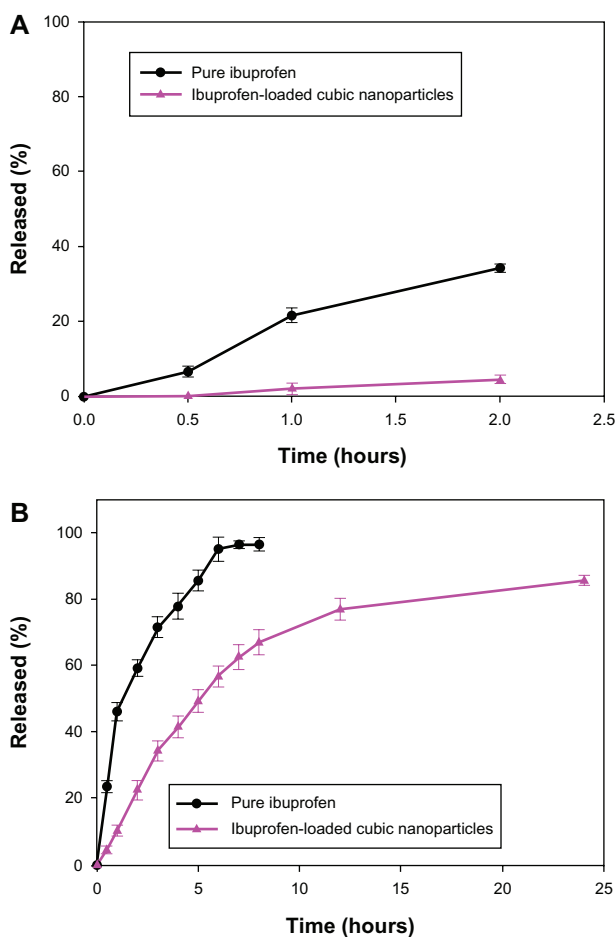 A
100
80
60
40
20
0
Released (%)
Pure ibuprofen
Ibuprofen-loaded cubic nanoparticles
0.0 0.5 1.0 1.5 2.0 2.5
Time (hours)
B
100
80
60
40
20
0
Released (%)
Pure ibuprofen
Ibuprofen-loaded cubic nanoparticles
0 5 10 15 20 25
Time (hours)